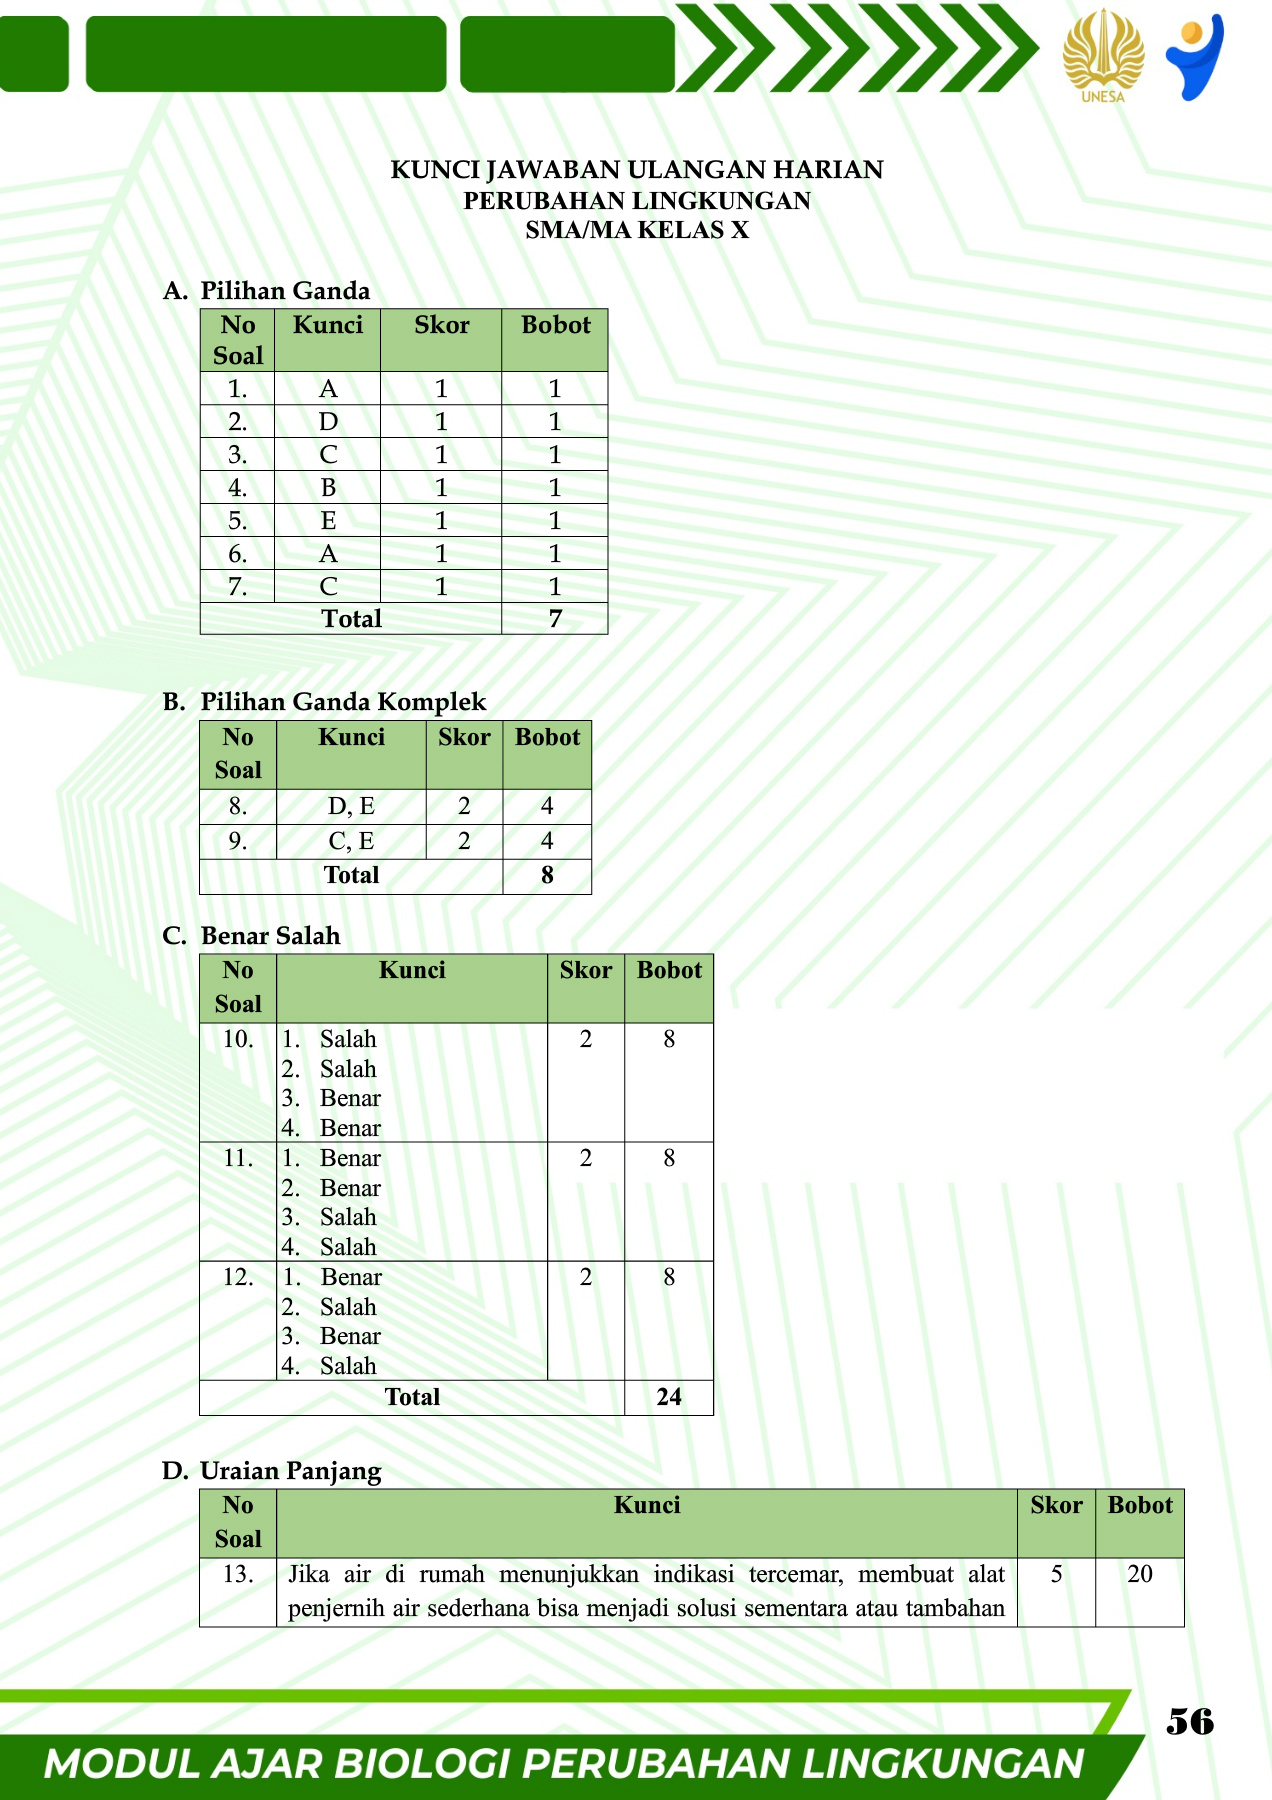 UNESA
KUNCI JAWABAN ULANGAN HARIAN
PERUBAHAN LINGKUNGAN
SMA/MA KELAS X
A. Pilihan Ganda
No Kunci Skor Bobot
Soal
1. A 1 1
2. D 1 1
3. C 1 1
4. B 1 1
5. E 1 1
6. A 1 1
7. C 1 1
Total 7
B. Pilihan Ganda Komplek
No Kunci Skor Bobot
Soal
8. D, E 2 4
9. C, E 2 4
Total 8
C. Benar Salah
No Kunci Skor Bobot
Soal
10. 1. Salah 2 8
2. Salah
3. Benar
4. Benar
11. 1. Benar 2 8
2. Benar
3. Salah
4. Salah
12. 1. Benar 2 8
2. Salah
3. Benar
4. Salah
Total 24
D. Uraian Panjang
No Kunci Skor Bobot
Soal
13. Jika air di rumah menunjukkan indikasi tercemar, membuat alat 5 20
penjernih air sederhana bisa menjadi solusi sementara atau tambahan
56
MODUL AJAR BIOLOGI PERUBAHAN LINGKUNGAN